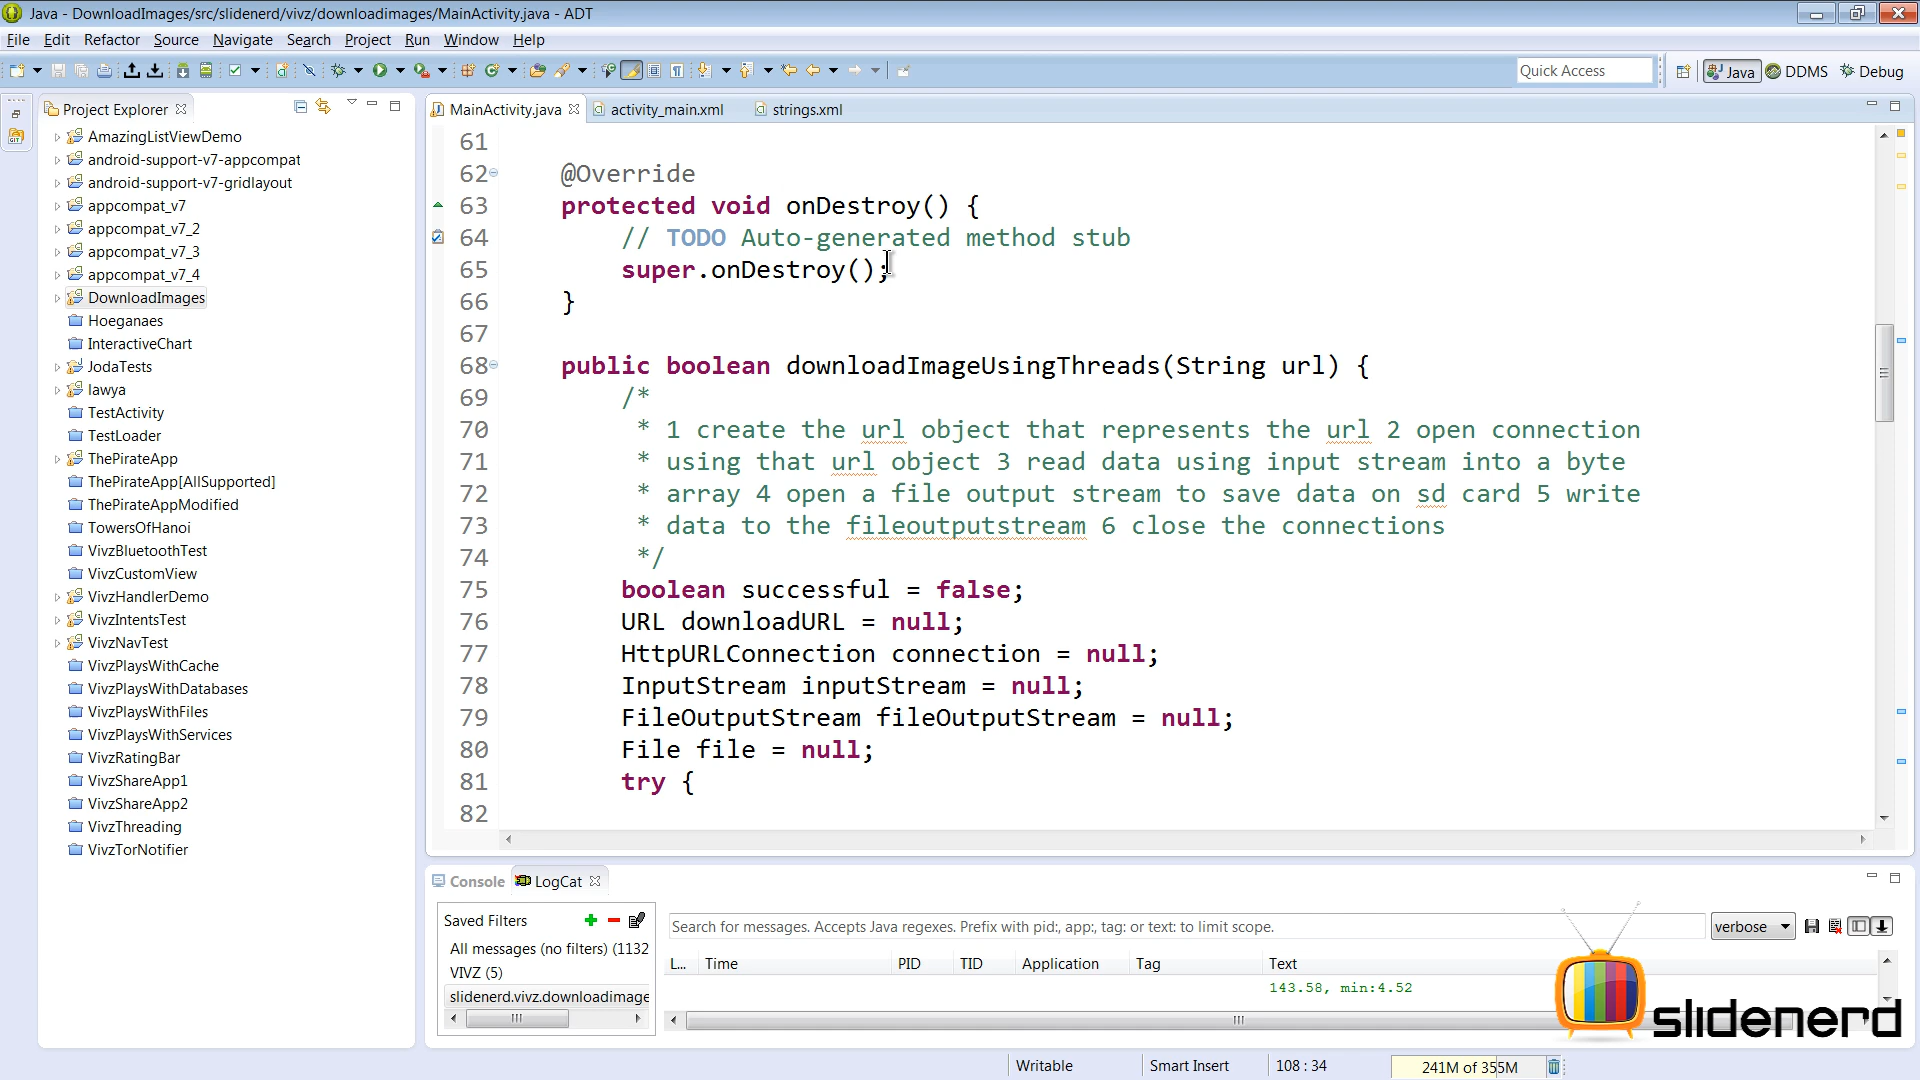 Java - DownloadImages/src/slidenerd/vivz/downloadimages/MainActivity.java - ADT
File Edit Refactor Source Navigate Search Project Run Window Help
Quick Access
Java DDMS Debug
Project Explorer
AmazingListViewDemo
android-support-v7-appcompat
android-support-v7-gridlayout
appcompat_v7
appcompat_v7_2
appcompat_v7_3
appcompat_v7_4
DownloadImages
Hoeganaes
InteractiveChart
JodaTests
lawya
TestActivity
TestLoader
ThePirateApp
ThePirateApp[AllSupported]
ThePirateAppModified
TowersOfHanoi
VivzBluetoothTest
VivzCustomView
VivzHandlerDemo
VivzIntentsTest
VivzNavTest
VivzPlaysWithCache
VivzPlaysWithDatabases
VivzPlaysWithFiles
VivzPlaysWithServices
VivzRatingBar
VivzShareApp1
VivzShareApp2
VivzThreading
VivzTorNotifier
MainActivity.java activity_main.xml strings.xml
61
62 @Override
63 protected void onDestroy() {
64 // TODO Auto-generated method stub
65 super.onDestroy();
66 }
67
68 public boolean downloadImageUsingThreads(String url) {
69 /*
70 * 1 create the url object that represents the url 2 open connection
71 * using that url object 3 read data using input stream into a byte
72 * array 4 open a file output stream to save data on sd card 5 write
73 * data to the fileoutputstream 6 close the connections
74 */
75 boolean successful = false;
76 URL downloadURL = null;
77 HttpURLConnection connection = null;
78 InputStream inputStream = null;
79 FileOutputStream fileOutputStream = null;
80 File file = null;
81 try {
82
Console LogCat
Saved Filters
All messages (no filters) (1132
VIVZ (5)
slidenerd.vivz.downloadimage
Search for messages. Accepts Java regexes. Prefix with pid:, app:, tag: or text: to limit scope.
verbose
L... Time PID TID Application Tag Text
143.58, min:4.52
slidenerd
Writable Smart Insert 108 : 34 241M of 355M